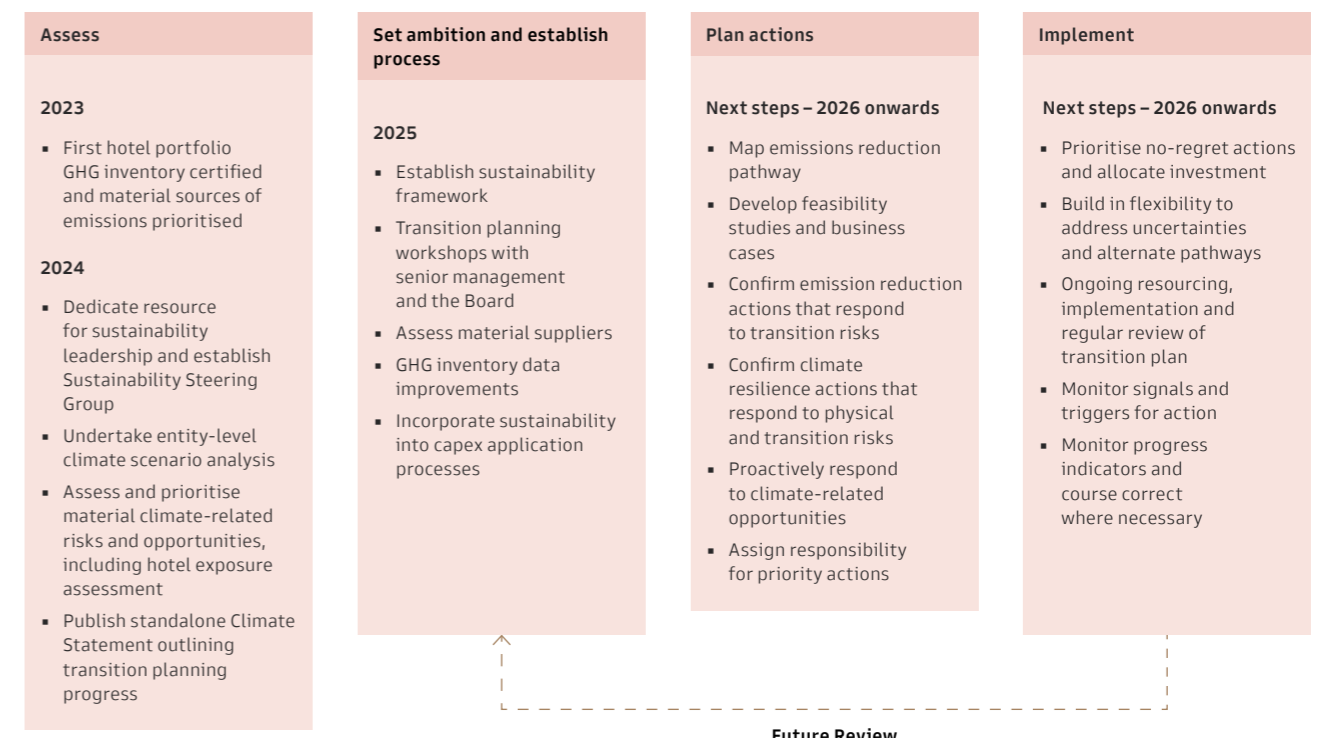 Assess
2023
▪ First hotel portfolio
GHG inventory certified
and material sources of
emissions prioritised
2024
▪ Dedicate resource
for sustainability
leadership and establish
Sustainability Steering
Group
▪ Undertake entity-level
climate scenario analysis
▪ Assess and prioritise
material climate-related
risks and opportunities,
including hotel exposure
assessment
▪ Publish standalone Climate
Statement outlining
transition planning
progress
Set ambition and establish
process
2025
▪ Establish sustainability
framework
▪ Transition planning
workshops with
senior management
and the Board
▪ Assess material suppliers
▪ GHG inventory data
improvements
▪ Incorporate sustainability
into capex application
processes
Plan actions
Next steps – 2026 onwards
▪ Map emissions reduction
pathway
▪ Develop feasibility
studies and business
cases
▪ Confirm emission reduction
actions that respond
to transition risks
▪ Confirm climate
resilience actions that
respond to physical
and transition risks
▪ Proactively respond
to climate-related
opportunities
▪ Assign responsibility
for priority actions
Implement
Next steps – 2026 onwards
▪ Prioritise no-regret actions
and allocate investment
▪ Build in flexibility to
address uncertainties
and alternate pathways
▪ Ongoing resourcing,
implementation and
regular review of
transition plan
▪ Monitor signals and
triggers for action
▪ Monitor progress
indicators and
course correct
where necessary
Future Review